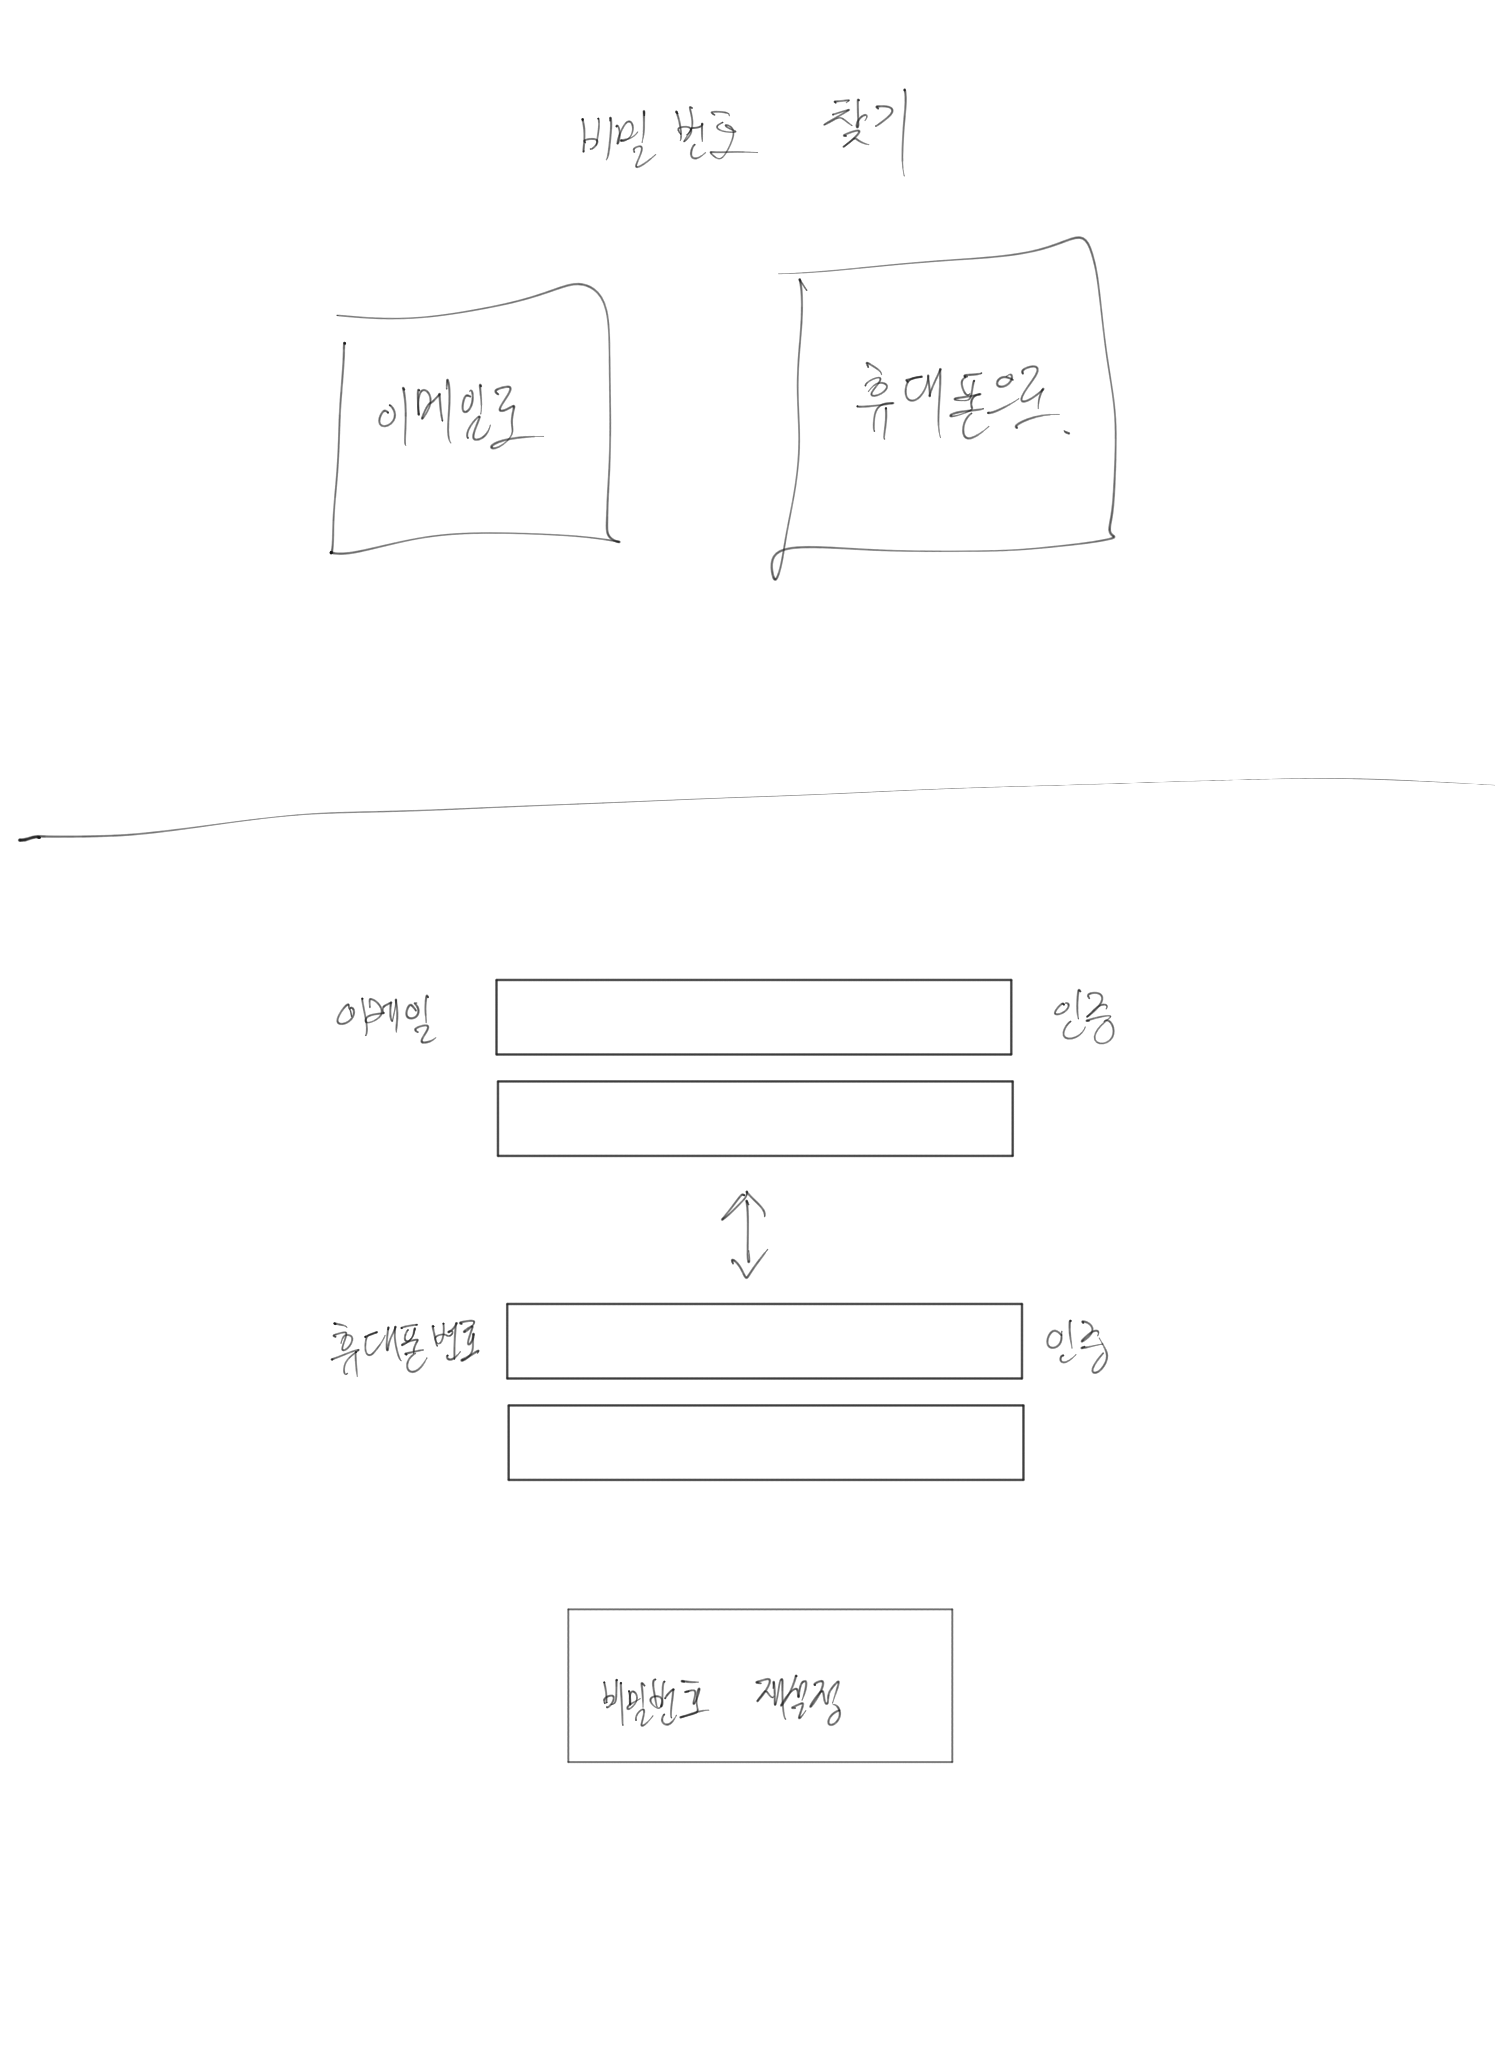 비밀번호 찾기
이메일로
휴대폰으로.
이메일
인증
휴대폰번호
인증
비밀번호 재설정